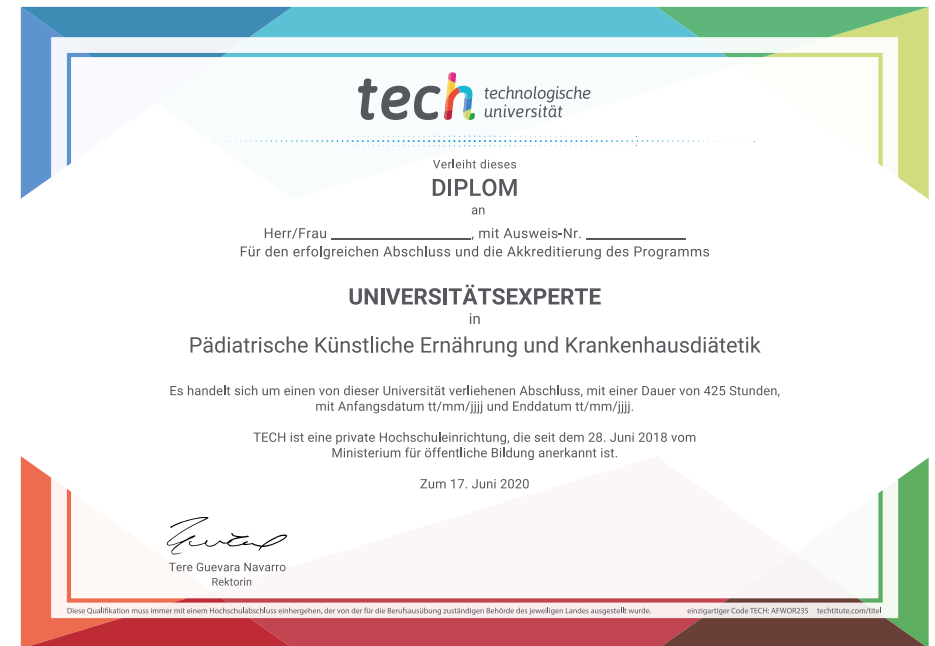 tech technologische
universität
Verleiht dieses
DIPLOM
an
Herr/Frau ____________________, mit Ausweis-Nr. ______________
Für den erfolgreichen Abschluss und die Akkreditierung des Programms
UNIVERSITÄTSEXPERTE
in
Pädiatrische Künstliche Ernährung und Krankenhausdiätetik
Es handelt sich um einen von dieser Universität verliehenen Abschluss, mit einer Dauer von 425 Stunden,
mit Anfangsdatum tt/mm/jjjj und Enddatum tt/mm/jjjj.
TECH ist eine private Hochschuleinrichtung, die seit dem 28. Juni 2018 vom
Ministerium für öffentliche Bildung anerkannt ist.
Zum 17. Juni 2020
Tere Guevara Navarro
Rektorin
Diese Qualifikation muss immer mit einem Hochschulabschluss einhergehen, der von der für die Berufsausübung zuständigen Behörde des jeweiligen Landes ausgestellt wurde. einzigartiger Code TECH: AFWOR23S techtitute.com/titel